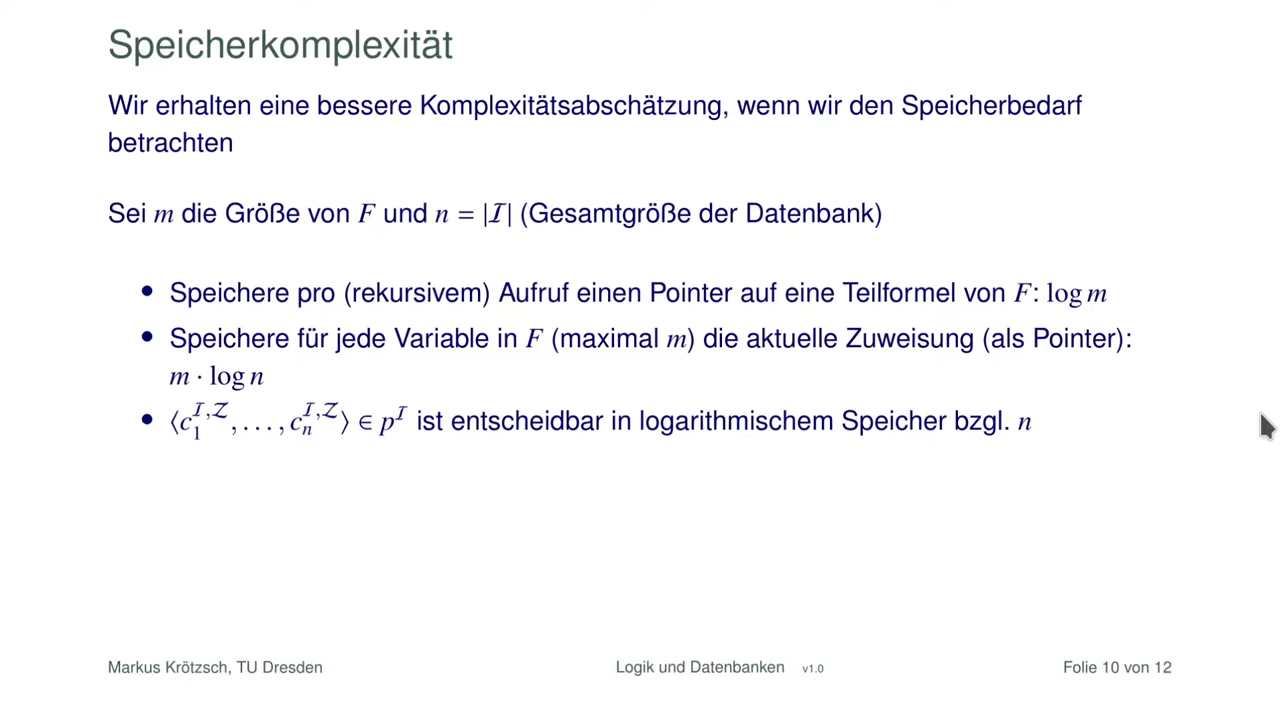 Speicherkomplexität
Wir erhalten eine bessere Komplexitätsabschätzung, wenn wir den Speicherbedarf
betrachten
Sei m die Größe von F und n = |𝓘| (Gesamtgröße der Datenbank)
• Speichere pro (rekursivem) Aufruf einen Pointer auf eine Teilformel von F: log m
• Speichere für jede Variable in F (maximal m) die aktuelle Zuweisung (als Pointer):
m · log n
• ⟨c₁^{𝓘,𝓩}, . . . , cₙ^{𝓘,𝓩}⟩ ∈ p^𝓘 ist entscheidbar in logarithmischem Speicher bzgl. n
Markus Krötzsch, TU Dresden Logik und Datenbanken v1.0 Folie 10 von 12